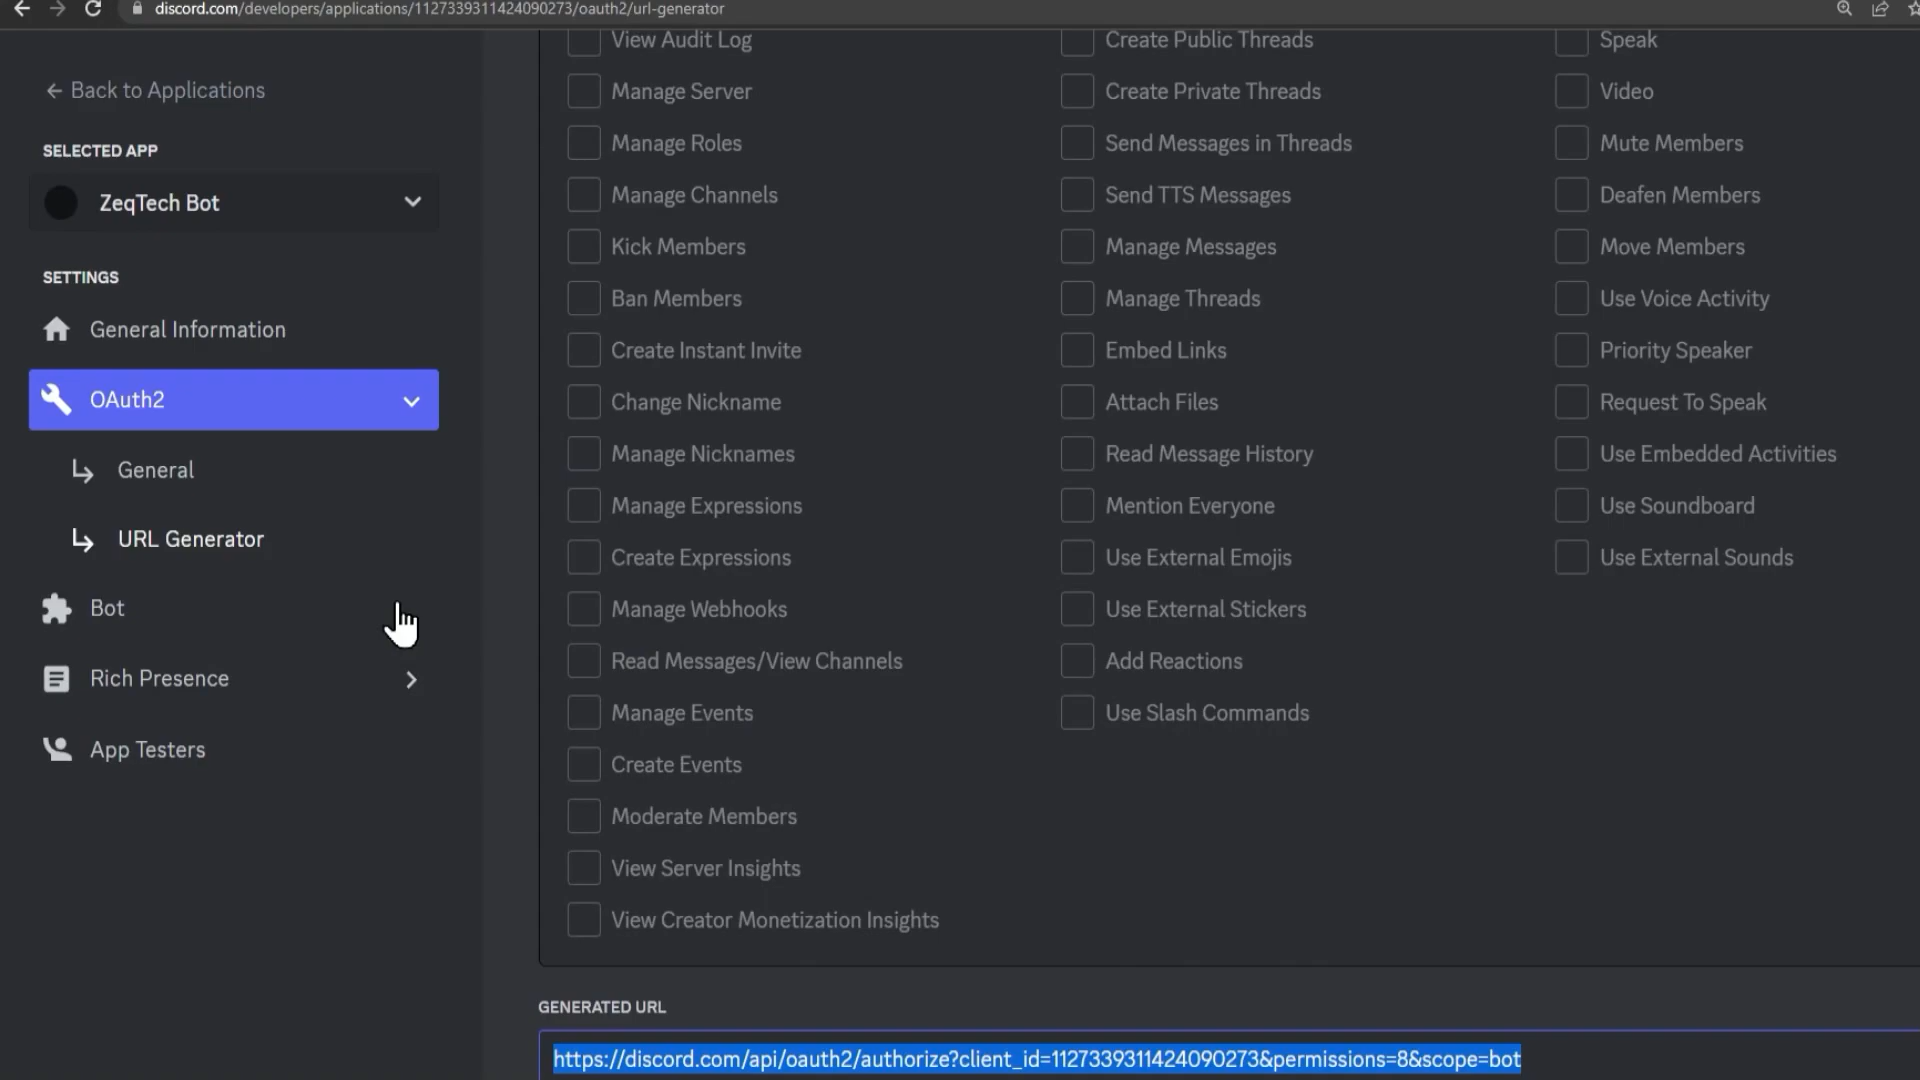 discord.com/developers/applications/1127339311424090273/oauth2/url-generator
Back to Applications
SELECTED APP
ZeqTech Bot
SETTINGS
General Information
OAuth2
General
URL Generator
Bot
Rich Presence
App Testers
View Audit Log
Manage Server
Manage Roles
Manage Channels
Kick Members
Ban Members
Create Instant Invite
Change Nickname
Manage Nicknames
Manage Expressions
Create Expressions
Manage Webhooks
Read Messages/View Channels
Manage Events
Create Events
Moderate Members
View Server Insights
View Creator Monetization Insights
Create Public Threads
Create Private Threads
Send Messages in Threads
Send TTS Messages
Manage Messages
Manage Threads
Embed Links
Attach Files
Read Message History
Mention Everyone
Use External Emojis
Use External Stickers
Add Reactions
Use Slash Commands
Speak
Video
Mute Members
Deafen Members
Move Members
Use Voice Activity
Priority Speaker
Request To Speak
Use Embedded Activities
Use Soundboard
Use External Sounds
GENERATED URL
https://discord.com/api/oauth2/authorize?client_id=1127339311424090273&permissions=8&scope=bot